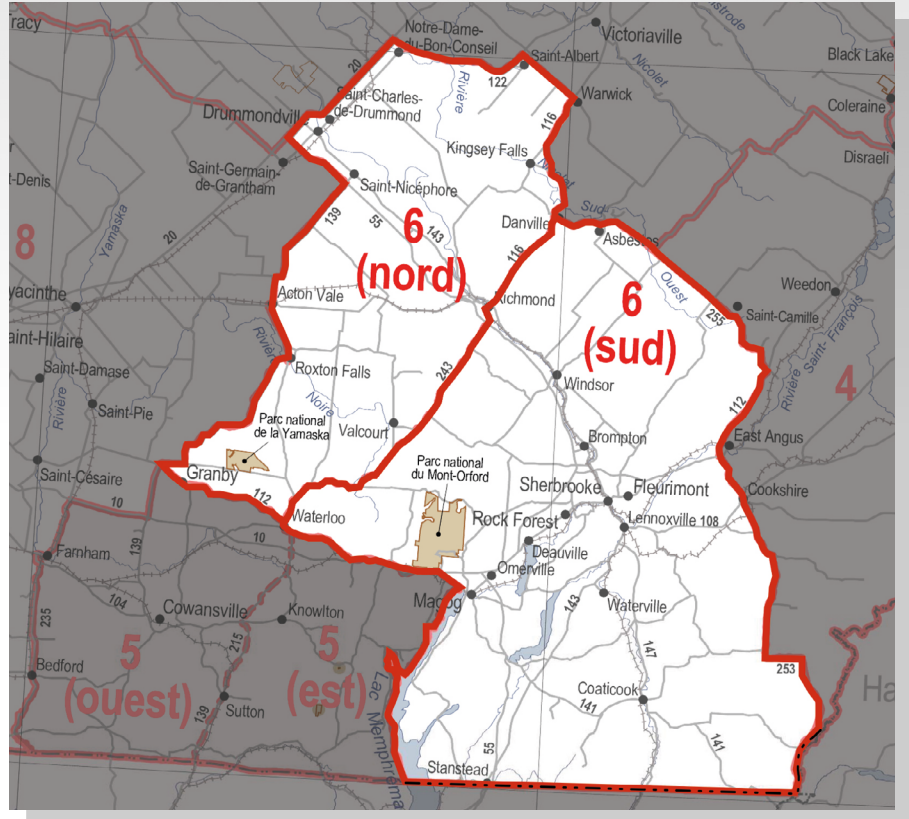 Tracy
Notre-Dame-
du-Bon-Conseil
Victoriaville
Saint-Albert
Black Lake
20
122
Rivière
Nicolet
Warwick
Coleraine
Saint-Charles-
de-Drummond
Drummondville
116
Kingsey Falls
Disraeli
Saint-Germain-
de-Grantham
t-Denis
Saint-Nicéphore
Nicolet
Sud-
Yamaska
139
55
143
6
(nord)
Danville
Asbestos
8
20
116
Ouest
Weedon
yacinthe
Acton Vale
Richmond
6
(sud)
255
Saint-Camille
aint-Hilaire
Rivière
Saint-Damase
Roxton Falls
243
Windsor
Rivière Saint-François
4
Rivière
Saint-Pie
Noire
Parc national
de la Yamaska
Valcourt
112
Brompton
East Angus
Saint-Césaire
Granby
Parc national
du Mont-Orford
Sherbrooke
Fleurimont
Cookshire
10
112
Waterloo
Rock Forest
Lennoxville 108
139
10
Farnham
Deauville
Omerville
104
Cowansville
Knowlton
Magog
143
Waterville
235
215
5
(ouest)
5
(est)
147
Bedford
253
Lac Memphréma
Coaticook
141
Ha
139
Sutton
55
141
Stanstead